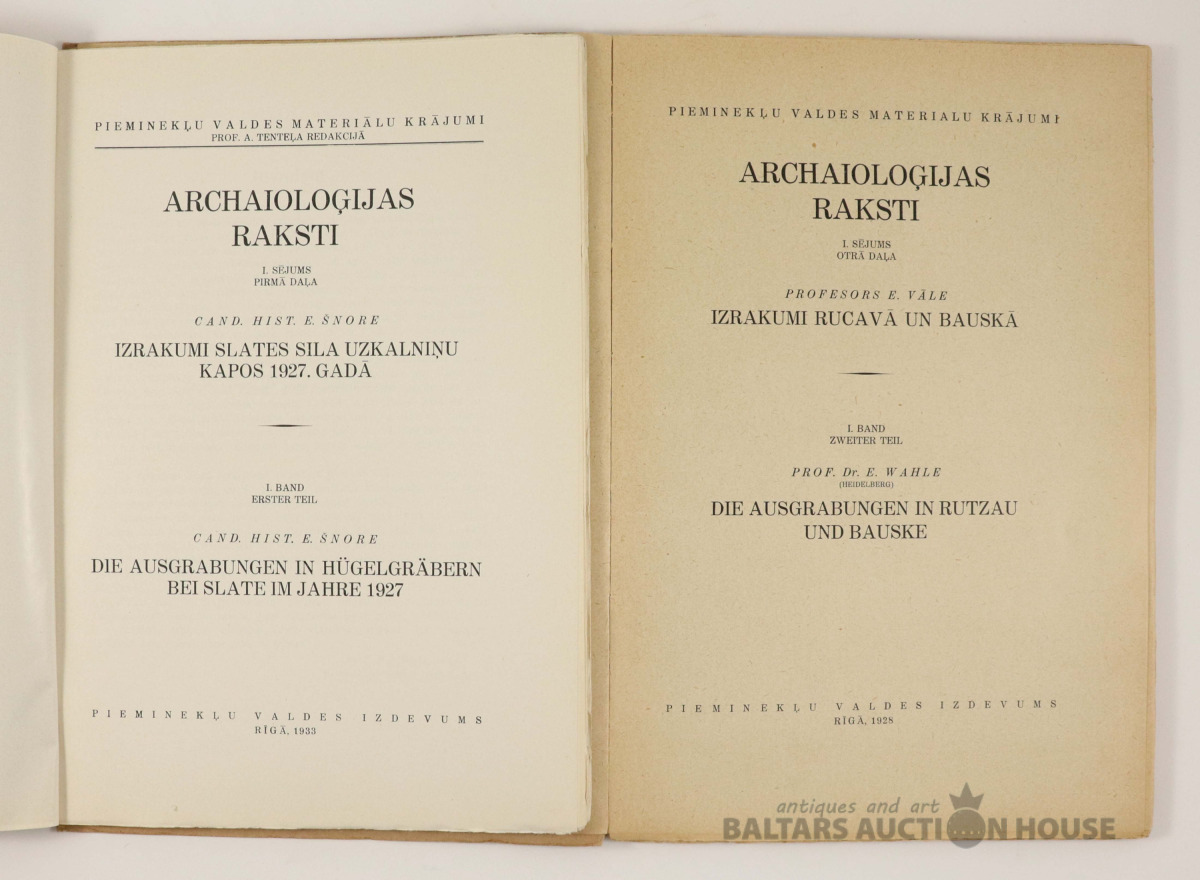 PIEMINEKĻU VALDES MATERIĀLU KRĀJUMI
PROF. A. TENTEĻA REDAKCIJĀ
ARCHAIOLOĢIJAS
RAKSTI
I. SĒJUMS
PIRMĀ DAĻA
CAND. HIST. E. ŠNORE
IZRAKUMI SLATES SILA UZKALNIŅU
KAPOS 1927. GADĀ
I. BAND
ERSTER TEIL
CAND. HIST. E. ŠNORE
DIE AUSGRABUNGEN IN HÜGELGRÄBERN
BEI SLATE IM JAHRE 1927
PIEMINEKĻU VALDES IZDEVUMS
RĪGĀ, 1933
PIEMINEKĻU VALDES MATERIALU KRĀJUMI
ARCHAIOLOĢIJAS
RAKSTI
I. SĒJUMS
OTRĀ DAĻA
PROFESORS E. VĀLE
IZRAKUMI RUCAVĀ UN BAUSKĀ
I. BAND
ZWEITER TEIL
PROF. Dr. E. WAHLE
(HEIDELBERG)
DIE AUSGRABUNGEN IN RUTZAU
UND BAUSKE
PIEMINEKĻU VALDES IZDEVUMS
RĪGĀ, 1928
antiques and art
BALTARS AUCTION HOUSE